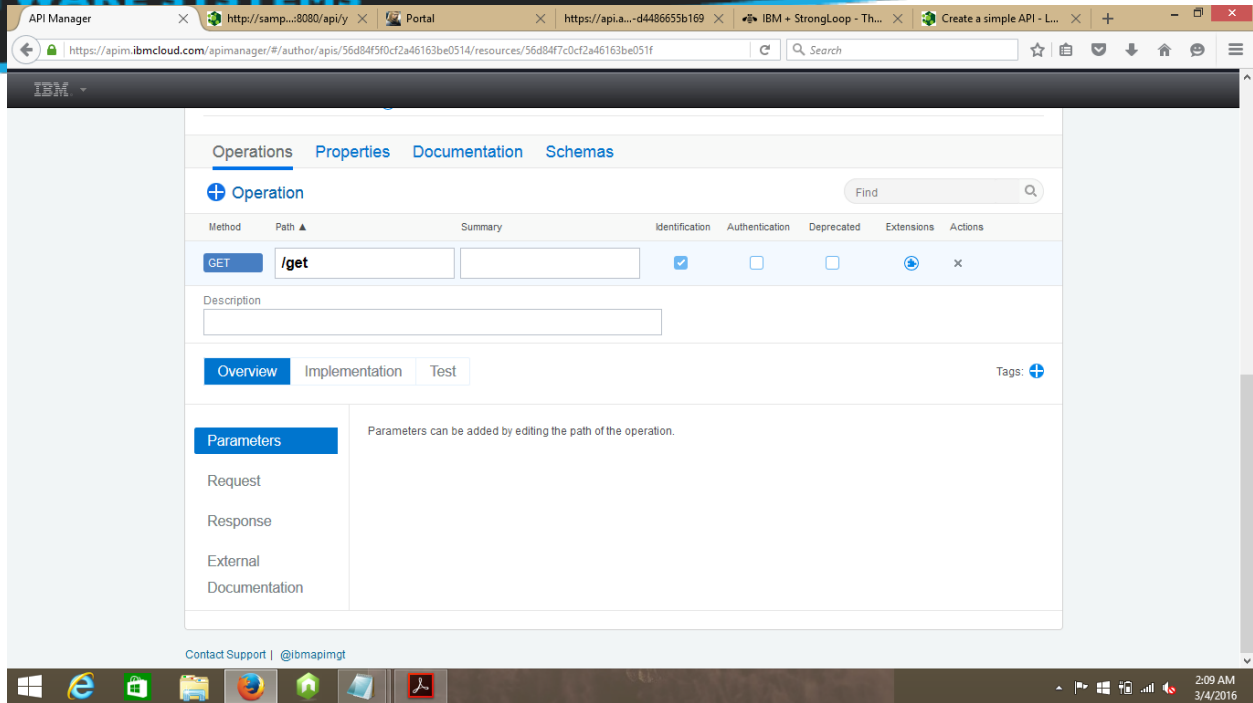 WARE SYSTEMS
API Manager http://samp...:8080/api/y Portal https://api.a...-d4486655b169 IBM + StrongLoop - Th... Create a simple API - L...
https://apim.ibmcloud.com/apimanager/#/author/apis/56d84f5f0cf2a46163be0514/resources/56d84f7c0cf2a46163be051f Search
IBM
Operations Properties Documentation Schemas
Operation Find
Method Path ▲ Summary Identification Authentication Deprecated Extensions Actions
GET /get
Description
Overview Implementation Test Tags:
Parameters Parameters can be added by editing the path of the operation.
Request
Response
External
Documentation
Contact Support | @ibmapimgt
2:09 AM
3/4/2016